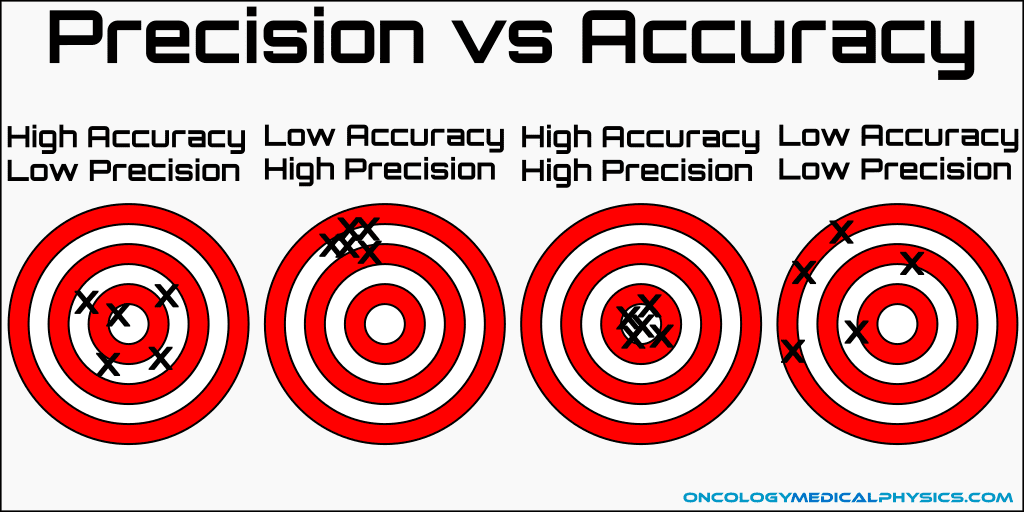 Precision vs Accuracy
High Accuracy
Low Precision
Low Accuracy
High Precision
High Accuracy
High Precision
Low Accuracy
Low Precision
ONCOLOGYMEDICALPHYSICS.COM